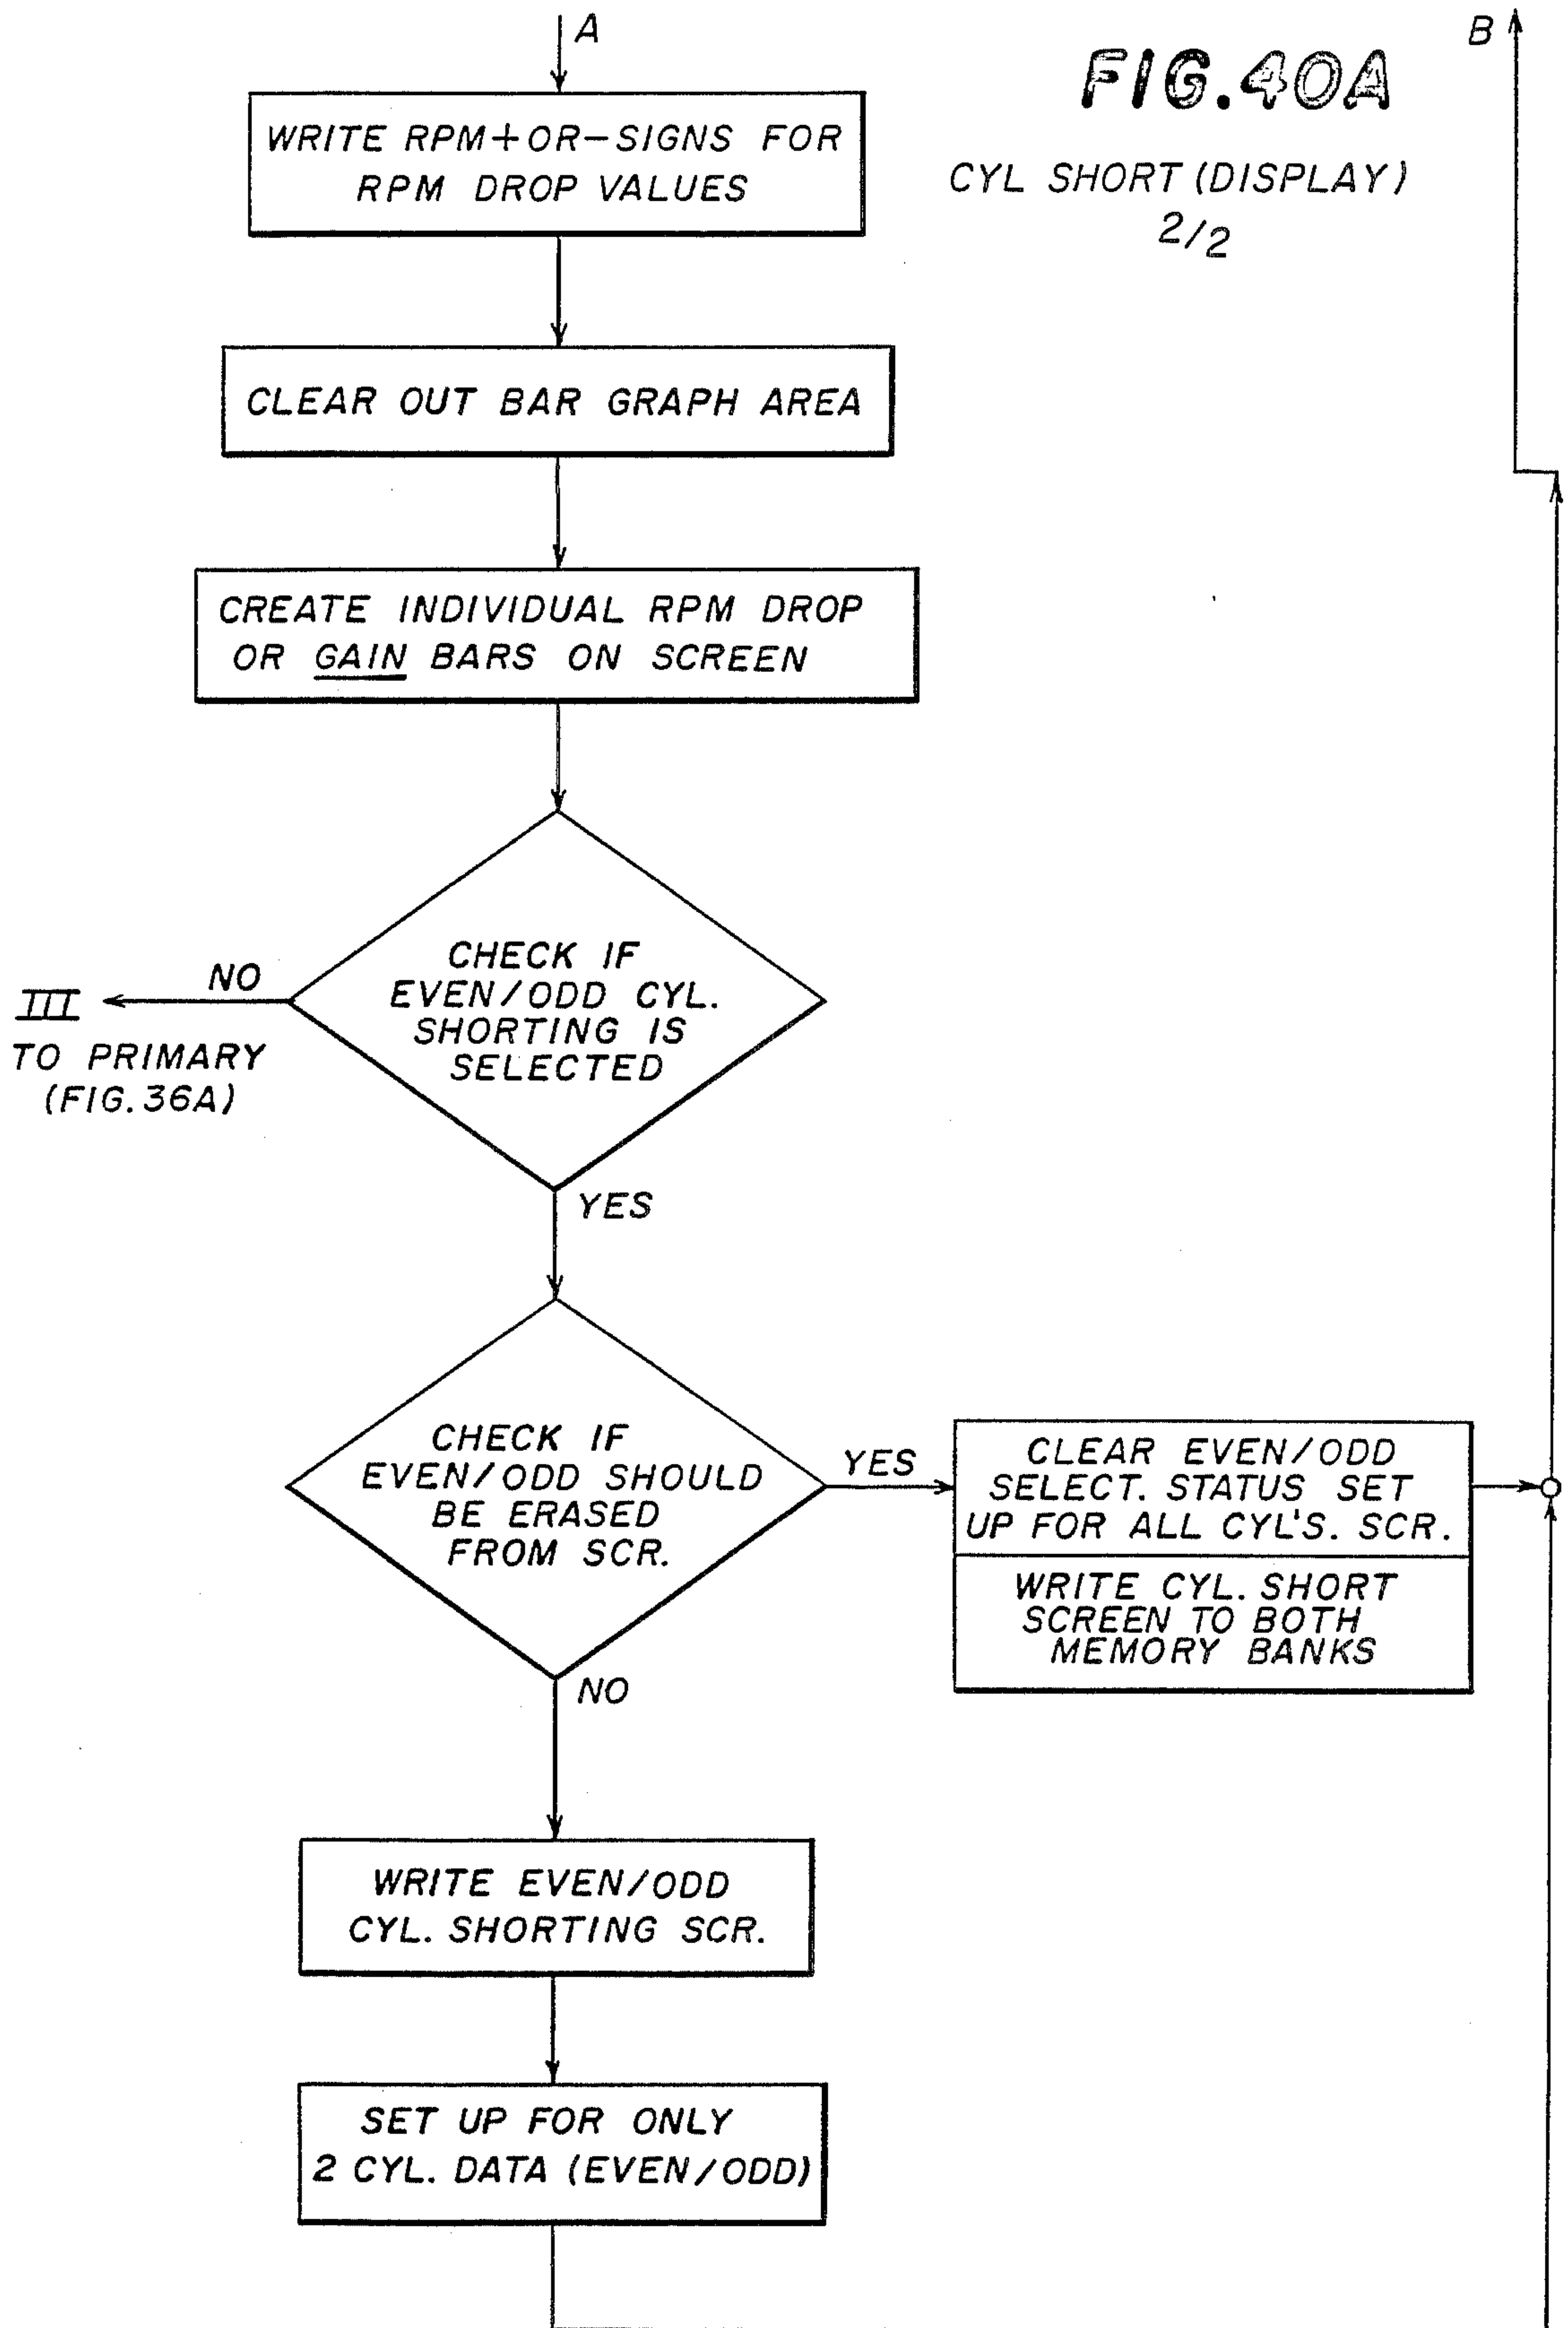 A
B
FIG.40A
CYL SHORT (DISPLAY)
2/2
WRITE RPM+OR-SIGNS FOR
RPM DROP VALUES
CLEAR OUT BAR GRAPH AREA
CREATE INDIVIDUAL RPM DROP
OR GAIN BARS ON SCREEN
CHECK IF
EVEN/ODD CYL.
SHORTING IS
SELECTED
NO
III
TO PRIMARY
(FIG.36A)
YES
CHECK IF
EVEN/ODD SHOULD
BE ERASED
FROM SCR.
YES
CLEAR EVEN/ODD
SELECT. STATUS SET
UP FOR ALL CYL'S. SCR.
WRITE CYL. SHORT
SCREEN TO BOTH
MEMORY BANKS
NO
WRITE EVEN/ODD
CYL. SHORTING SCR.
SET UP FOR ONLY
2 CYL. DATA (EVEN/ODD)